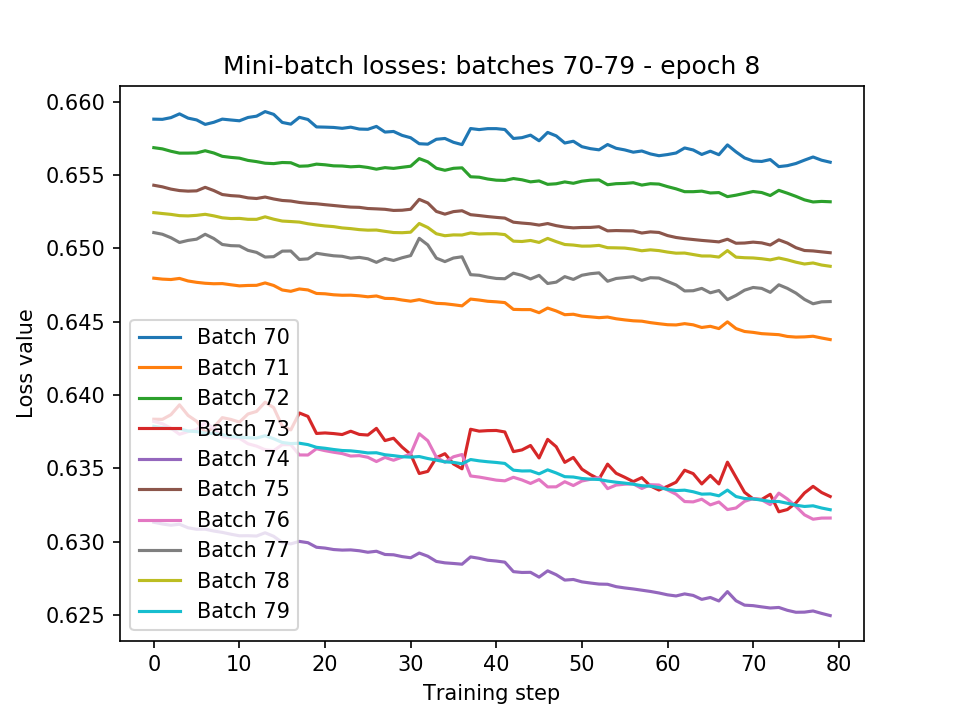 Mini-batch losses: batches 70-79 - epoch 8
Loss value
0.660
0.655
0.650
0.645
0.640
0.635
0.630
0.625
Batch 70
Batch 71
Batch 72
Batch 73
Batch 74
Batch 75
Batch 76
Batch 77
Batch 78
Batch 79
0 10 20 30 40 50 60 70 80
Training step